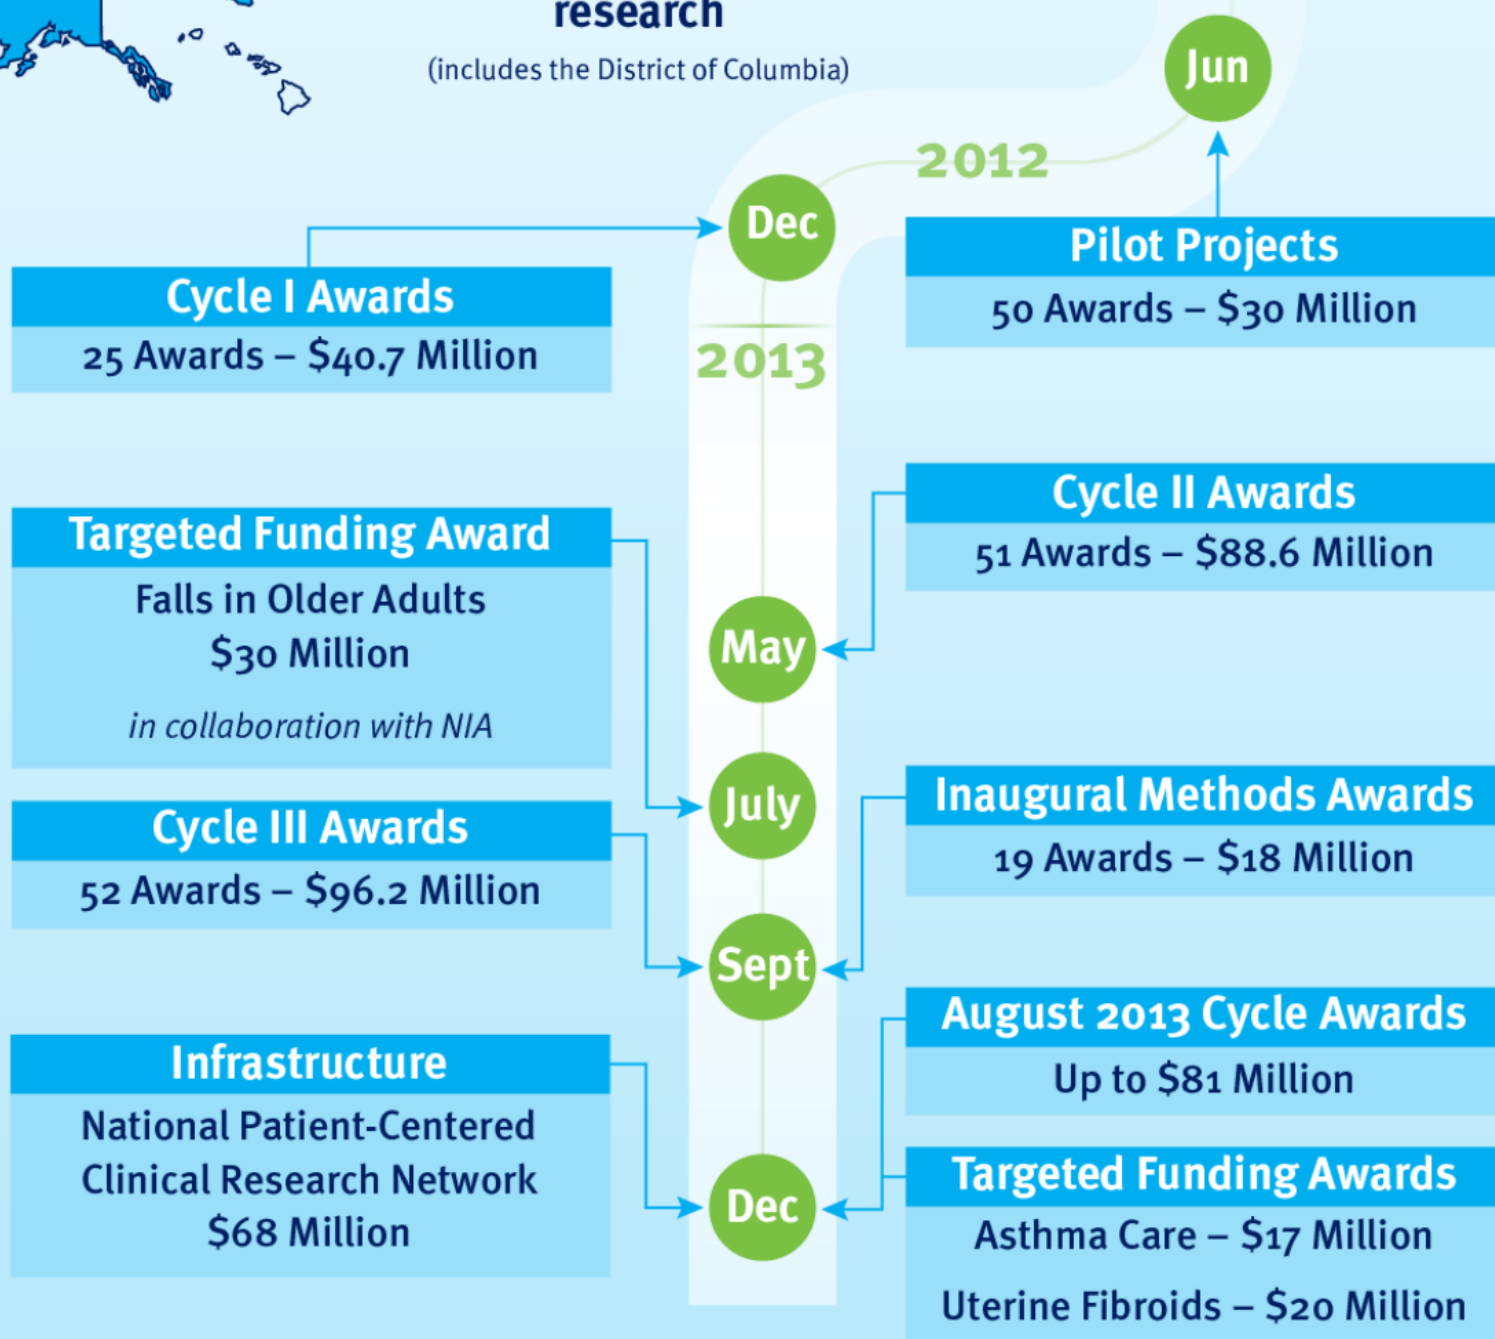 research
(includes the District of Columbia)
Jun
2012
Dec
Pilot Projects
50 Awards – $30 Million
Cycle I Awards
25 Awards – $40.7 Million
2013
Cycle II Awards
51 Awards – $88.6 Million
Targeted Funding Award
Falls in Older Adults
$30 Million
in collaboration with NIA
May
July
Inaugural Methods Awards
19 Awards – $18 Million
Cycle III Awards
52 Awards – $96.2 Million
Sept
August 2013 Cycle Awards
Up to $81 Million
Infrastructure
National Patient-Centered
Clinical Research Network
$68 Million
Dec
Targeted Funding Awards
Asthma Care – $17 Million
Uterine Fibroids – $20 Million